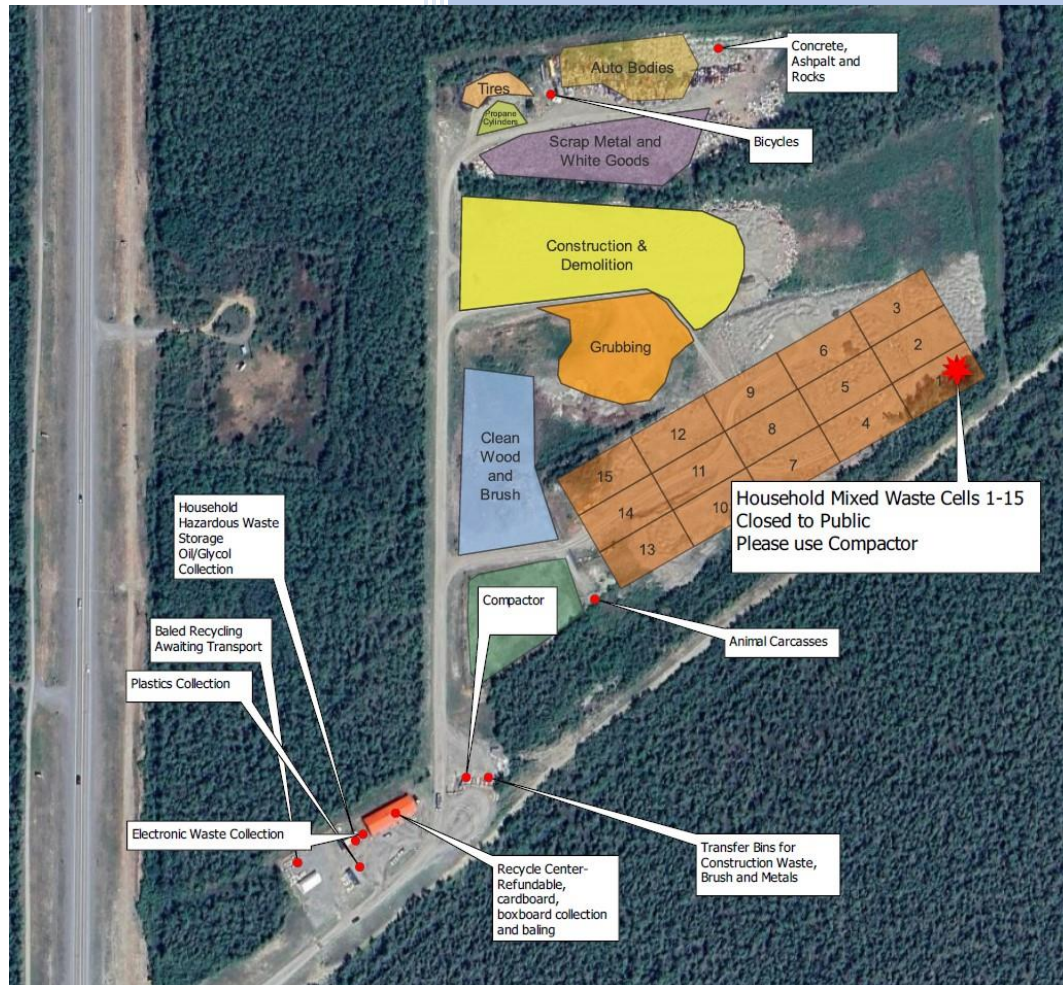 Concrete,
Ashpalt and
Rocks
Auto Bodies
Tires
Propane
Cylinders
Bicycles
Scrap Metal and
White Goods
Construction &
Demolition
Grubbing
3
2
1
6
5
4
9
8
7
12
11
10
15
14
13
Clean
Wood
and
Brush
Household Mixed Waste Cells 1-15
Closed to Public
Please use Compactor
Household
Hazardous Waste
Storage
Oil/Glycol
Collection
Compactor
Animal Carcasses
Baled Recycling
Awaiting Transport
Plastics Collection
Electronic Waste Collection
Recycle Center-
Refundable,
cardboard,
boxboard collection
and baling
Transfer Bins for
Construction Waste,
Brush and Metals